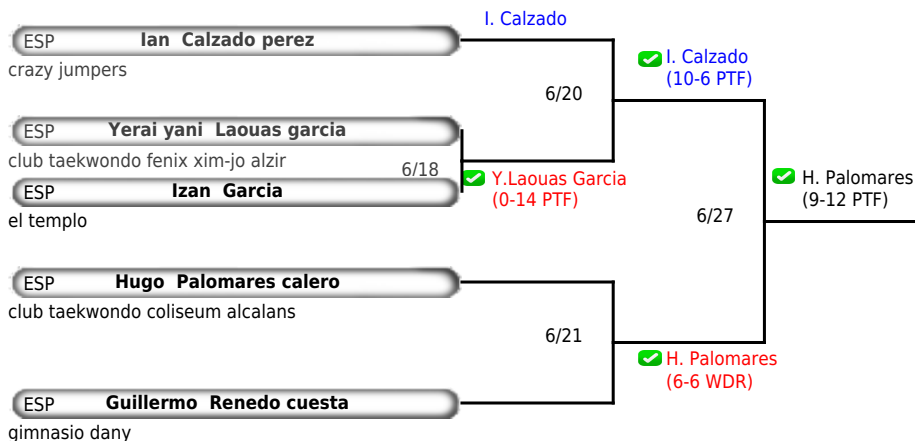 I. Calzado
ESP Ian Calzado perez
crazy jumpers
I. Calzado
(10-6 PTF)
6/20
ESP Yerai yani Laouas garcia
club taekwondo fenix xim-jo alzir
6/18
Y.Laouas Garcia
(0-14 PTF)
ESP Izan Garcia
el templo
H. Palomares
(9-12 PTF)
6/27
ESP Hugo Palomares calero
club taekwondo coliseum alcalans
6/21
H. Palomares
(6-6 WDR)
ESP Guillermo Renedo cuesta
gimnasio dany